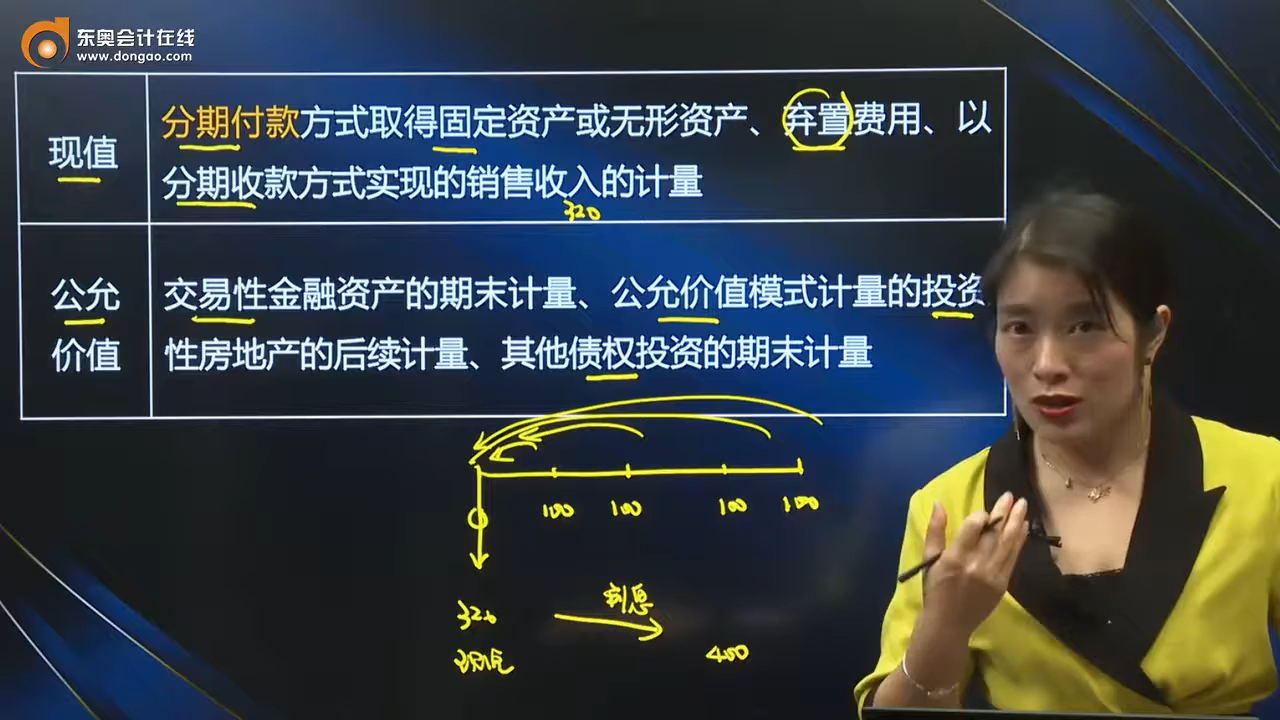 东奥会计在线
www.dongao.com
现值
分期付款方式取得固定资产或无形资产、弃置费用、以
分期收款方式实现的销售收入的计量
320
公允
价值
交易性金融资产的期末计量、公允价值模式计量的投资
性房地产的后续计量、其他债权投资的期末计量
100 100 100 100
利息
320
现值
400